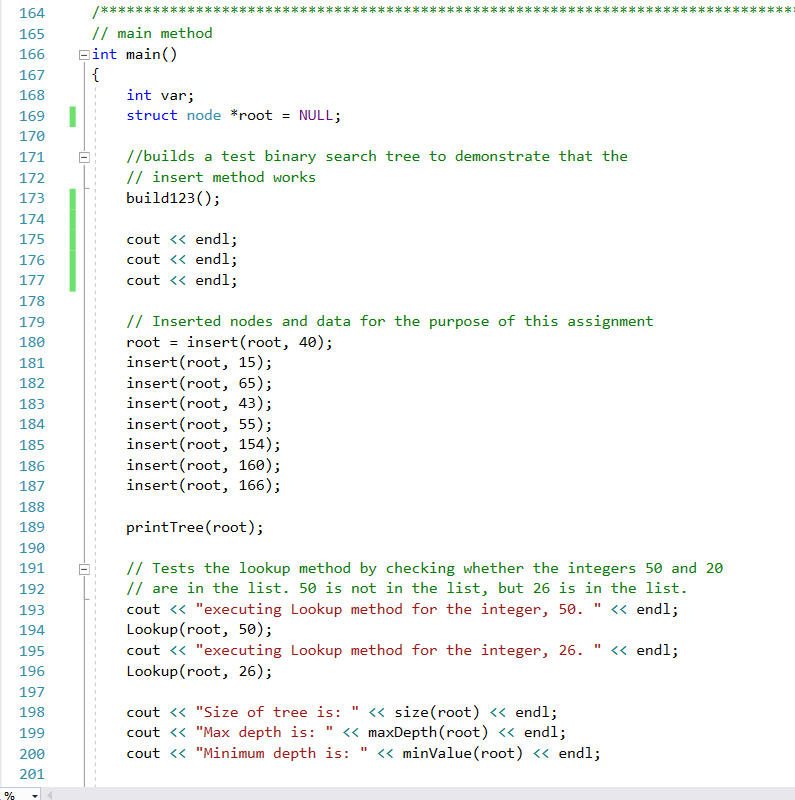 164 /*********************************************************************************
165 // main method
166 int main()
167 {
168 int var;
169 struct node *root = NULL;
170
171 //builds a test binary search tree to demonstrate that the
172 // insert method works
173 build123();
174
175 cout << endl;
176 cout << endl;
177 cout << endl;
178
179 // Inserted nodes and data for the purpose of this assignment
180 root = insert(root, 40);
181 insert(root, 15);
182 insert(root, 65);
183 insert(root, 43);
184 insert(root, 55);
185 insert(root, 154);
186 insert(root, 160);
187 insert(root, 166);
188
189 printTree(root);
190
191 // Tests the lookup method by checking whether the integers 50 and 20
192 // are in the list. 50 is not in the list, but 26 is in the list.
193 cout << "executing Lookup method for the integer, 50. " << endl;
194 Lookup(root, 50);
195 cout << "executing Lookup method for the integer, 26. " << endl;
196 Lookup(root, 26);
197
198 cout << "Size of tree is: " << size(root) << endl;
199 cout << "Max depth is: " << maxDepth(root) << endl;
200 cout << "Minimum depth is: " << minValue(root) << endl;
201
%